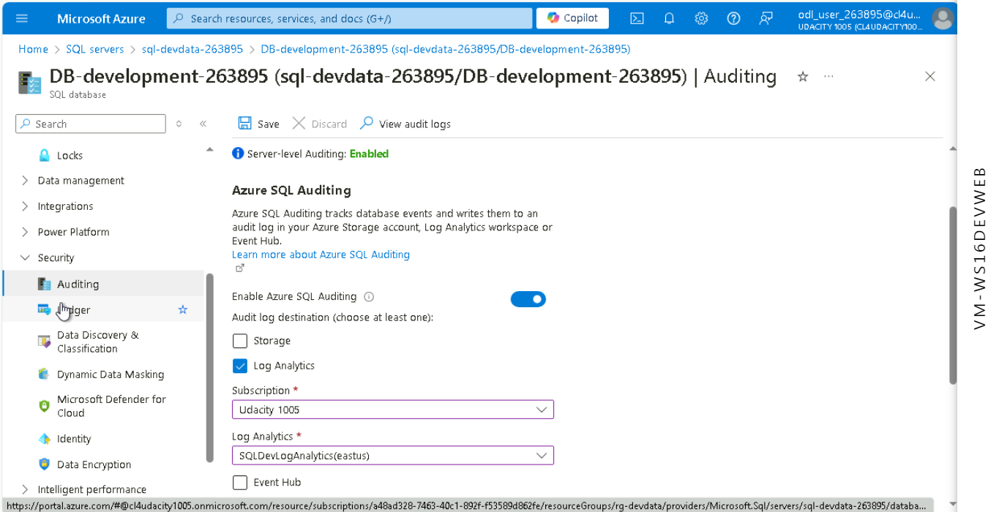 Microsoft Azure
Search resources, services, and docs (G+/)
Copilot
odl_user_263895@cl4u...
UDACITY 1005 (CL4UDACITY100...
Home > SQL servers > sql-devdata-263895 > DB-development-263895 (sql-devdata-263895/DB-development-263895)
DB-development-263895 (sql-devdata-263895/DB-development-263895) | Auditing
SQL database
Search
Save
Discard
View audit logs
Locks
Data management
Integrations
Power Platform
Security
Auditing
Data Discovery &
Classification
Dynamic Data Masking
Microsoft Defender for
Cloud
Identity
Data Encryption
Intelligent performance
Server-level Auditing: Enabled
Azure SQL Auditing
Azure SQL Auditing tracks database events and writes them to an
audit log in your Azure Storage account, Log Analytics workspace or
Event Hub.
Learn more about Azure SQL Auditing
Enable Azure SQL Auditing
Audit log destination (choose at least one):
Storage
Log Analytics
Subscription *
Udacity 1005
Log Analytics *
SQLDevLogAnalytics(eastus)
Event Hub
https://portal.azure.com/#@cl4udacity1005.onmicrosoft.com/resource/subscriptions/a48ad328-7463-40c1-892f-f53589d862fe/resourceGroups/rg-devdata/providers/Microsoft.Sql/servers/sql-devdata-263895/databa...
VM-WS16DEVWEB